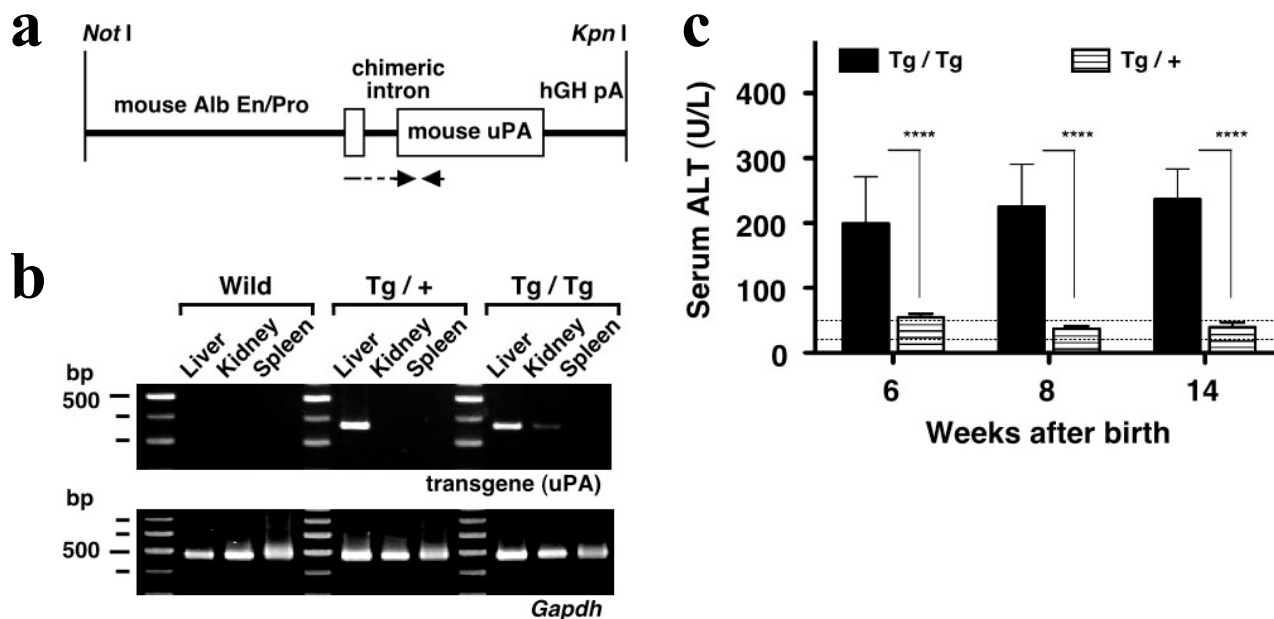 a
Not I
Kpn I
chimeric
intron
hGH pA
mouse Alb En/Pro
mouse uPA
b
Wild
Tg / +
Tg / Tg
Liver
Kidney
Spleen
Liver
Kidney
Spleen
Liver
Kidney
Spleen
bp
500
transgene (uPA)
bp
500
Gapdh
c
Tg / Tg
Tg / +
Serum ALT (U/L)
400
300
200
100
0
****
****
****
6
8
14
Weeks after birth